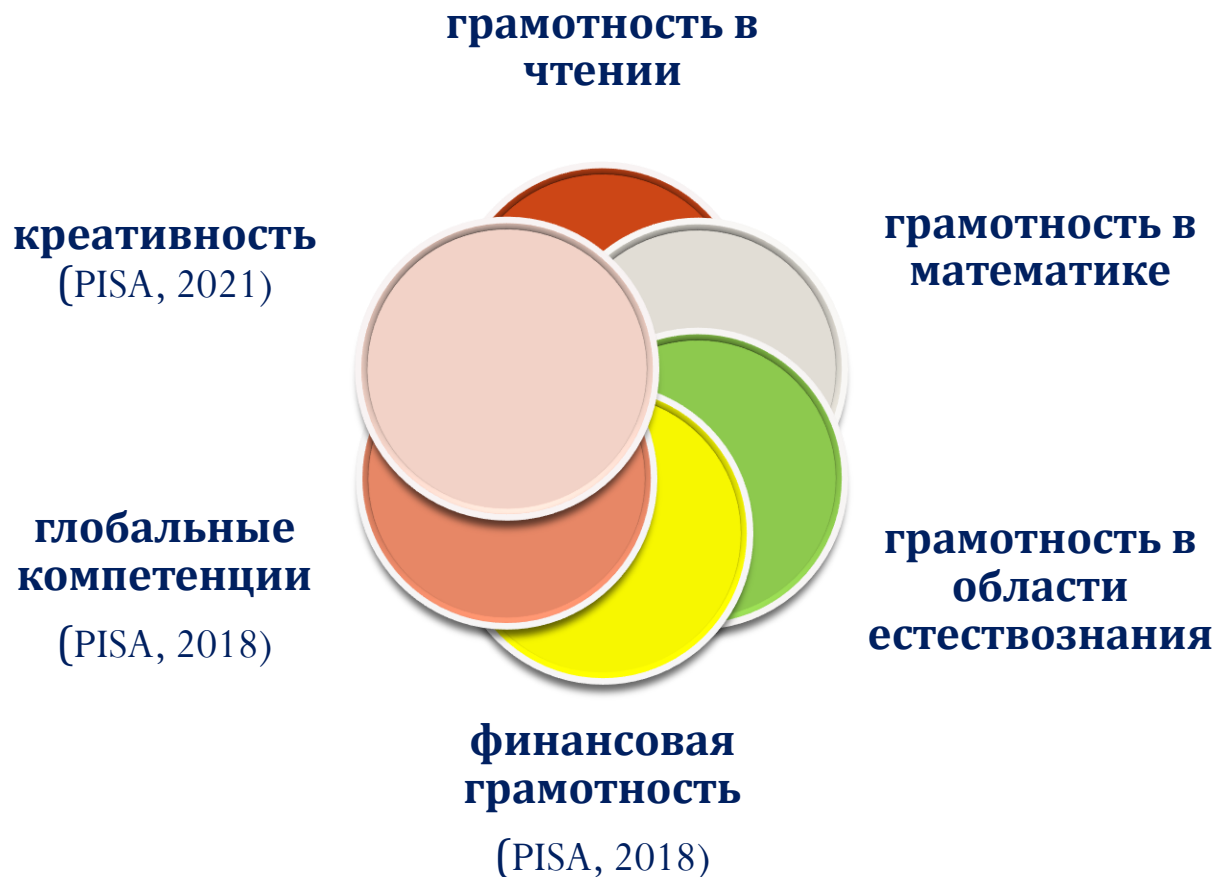 грамотность в
чтении
грамотность в
математике
грамотность в
области
естествознания
финансовая
грамотность
(PISA, 2018)
глобальные
компетенции
(PISA, 2018)
креативность
(PISA, 2021)